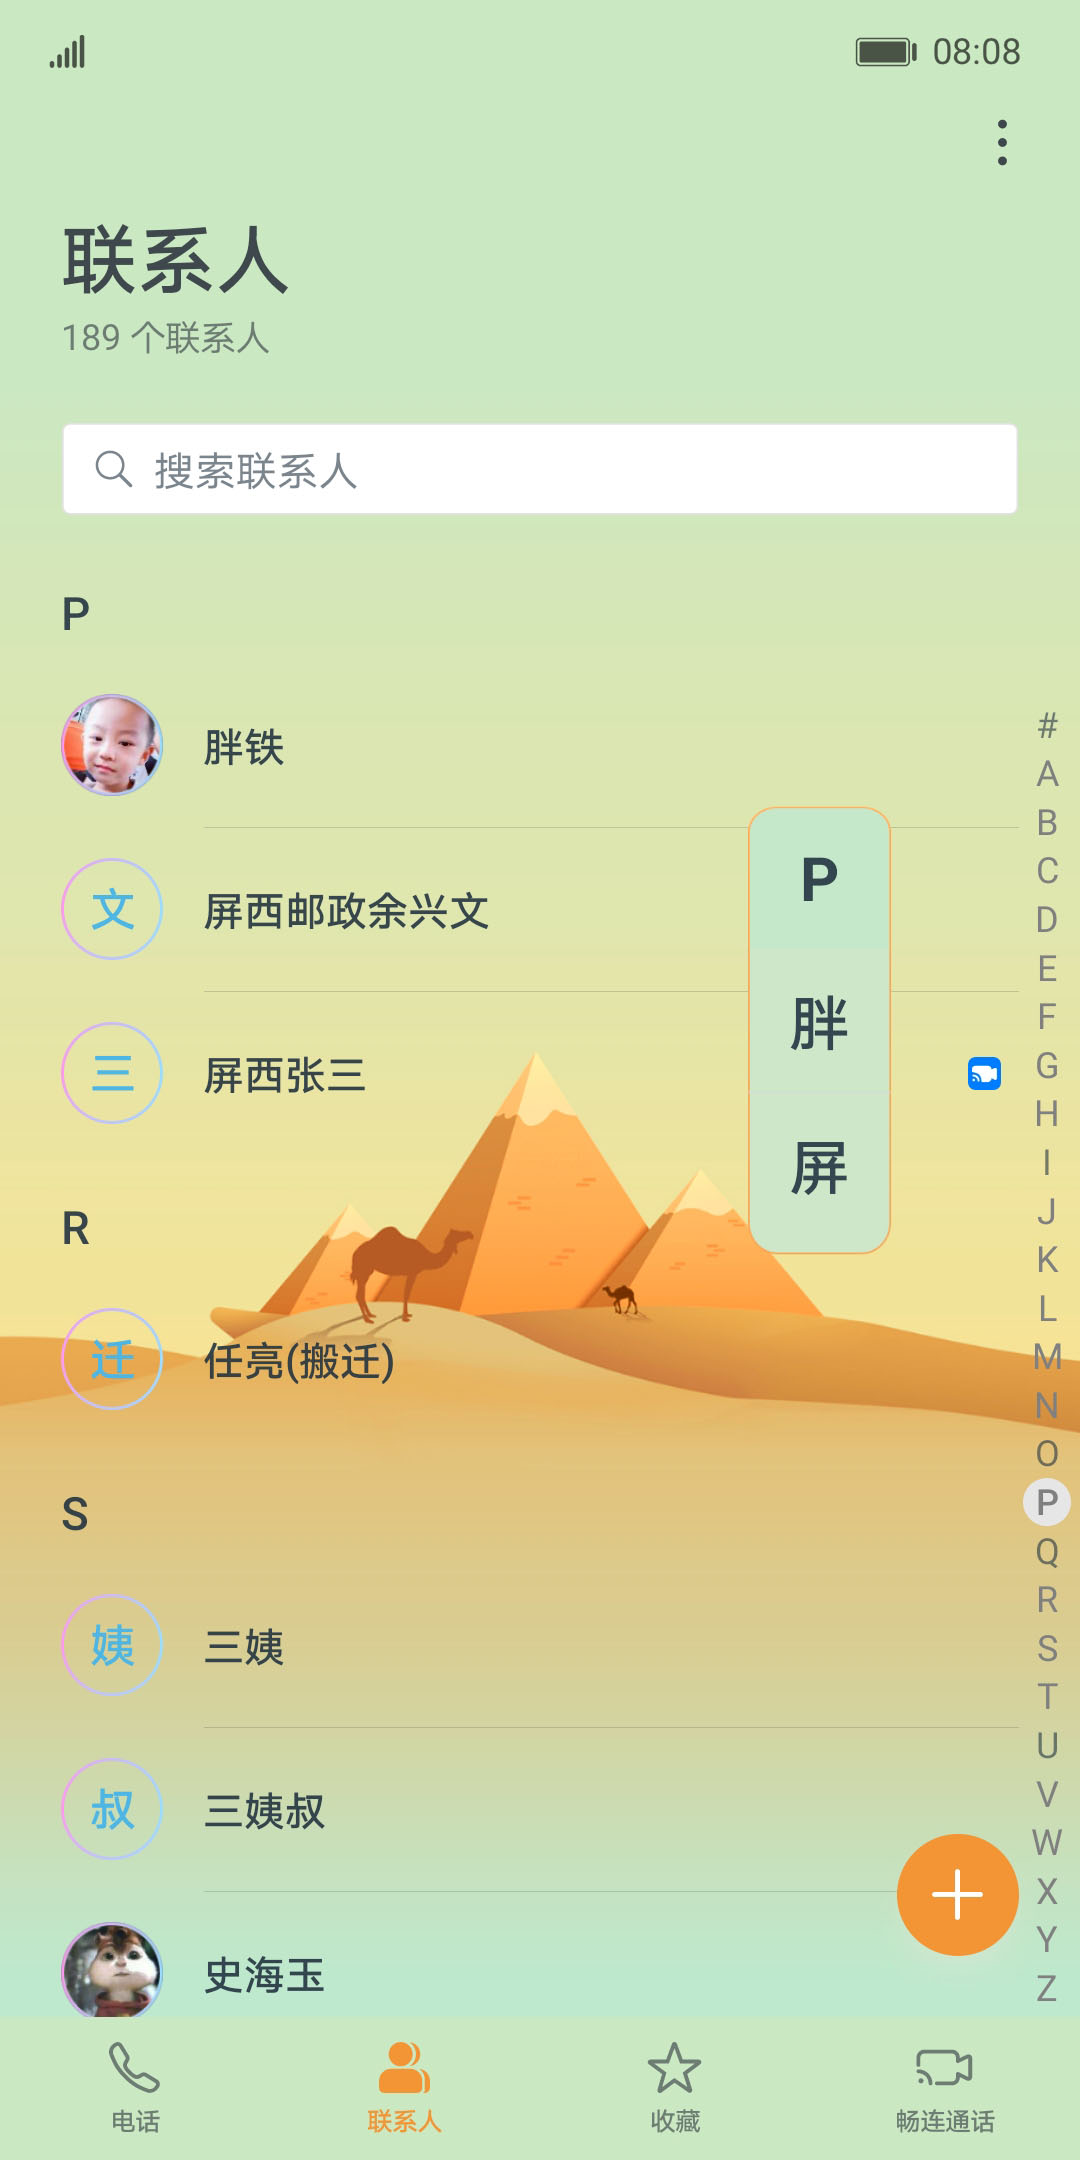 08:08
联系人
189 个联系人
搜索联系人
P
胖铁
文 屏西邮政余兴文
三 屏西张三
R
迁 任亮(搬迁)
S
姨 三姨
叔 三姨叔
史海玉
P
胖
屏
#
A
B
C
D
E
F
G
H
I
J
K
L
M
N
O
P
Q
R
S
T
U
V
W
X
Y
Z
电话 联系人 收藏 畅连通话